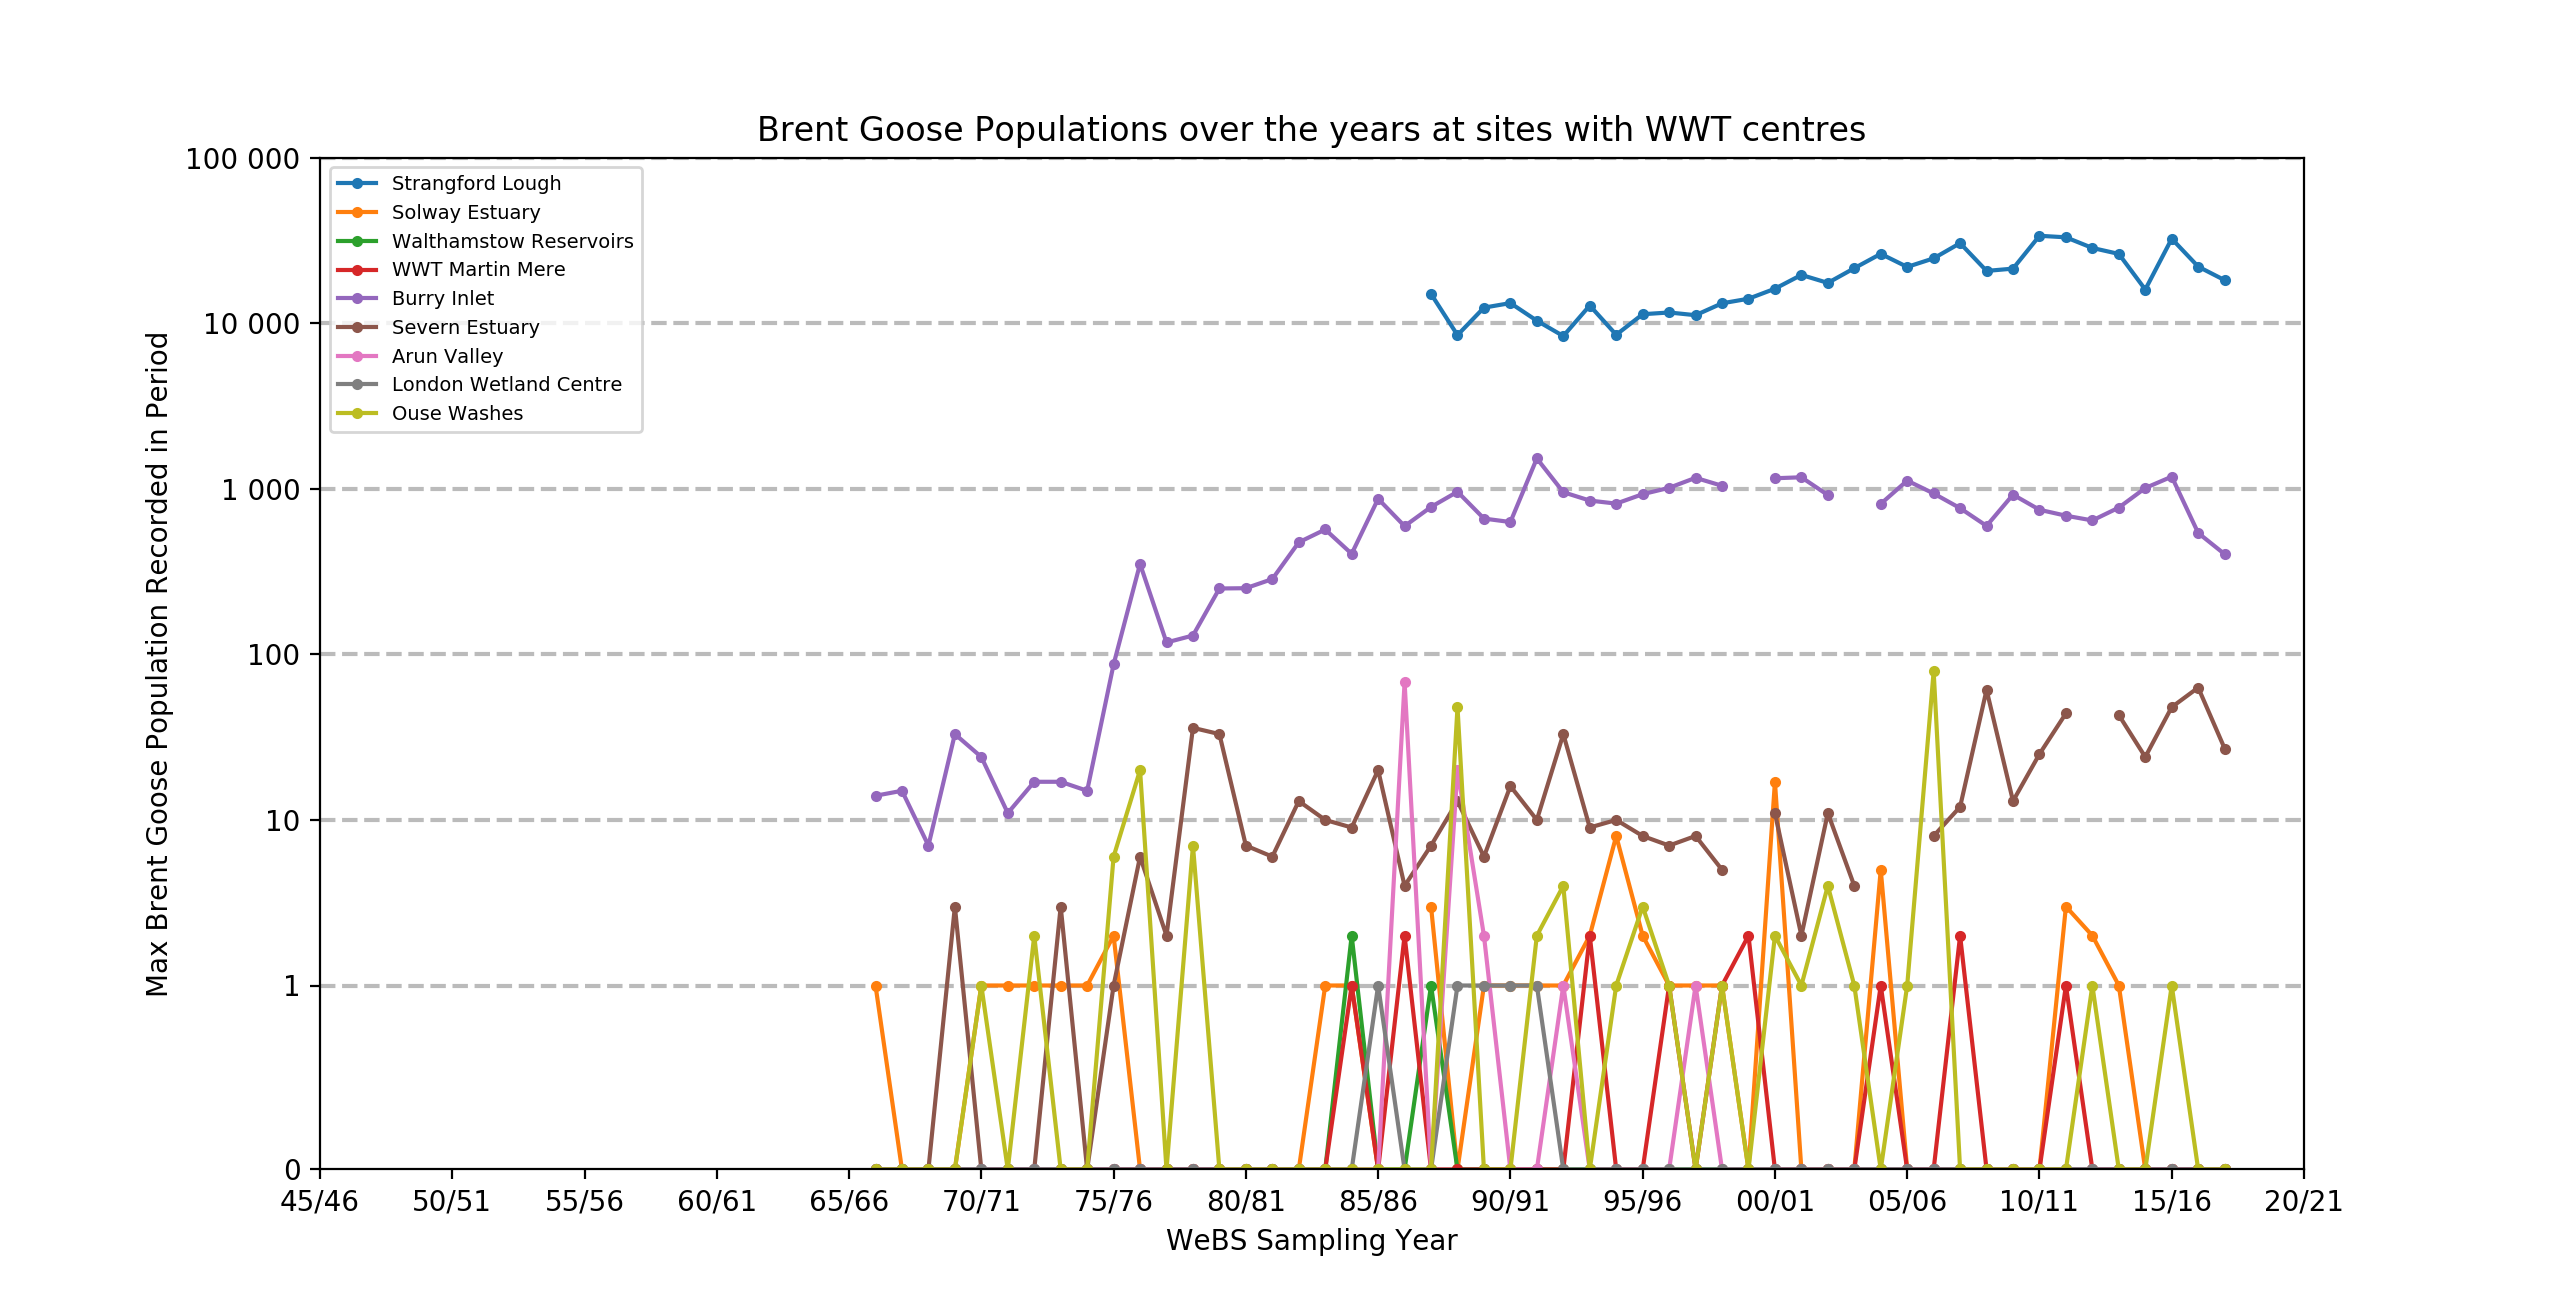 Brent Goose Populations over the years at sites with WWT centres
Max Brent Goose Population Recorded in Period
100 000
10 000
1 000
100
10
1
0
Strangford Lough
Solway Estuary
Walthamstow Reservoirs
WWT Martin Mere
Burry Inlet
Severn Estuary
Arun Valley
London Wetland Centre
Ouse Washes
45/46 50/51 55/56 60/61 65/66 70/71 75/76 80/81 85/86 90/91 95/96 00/01 05/06 10/11 15/16 20/21
WeBS Sampling Year